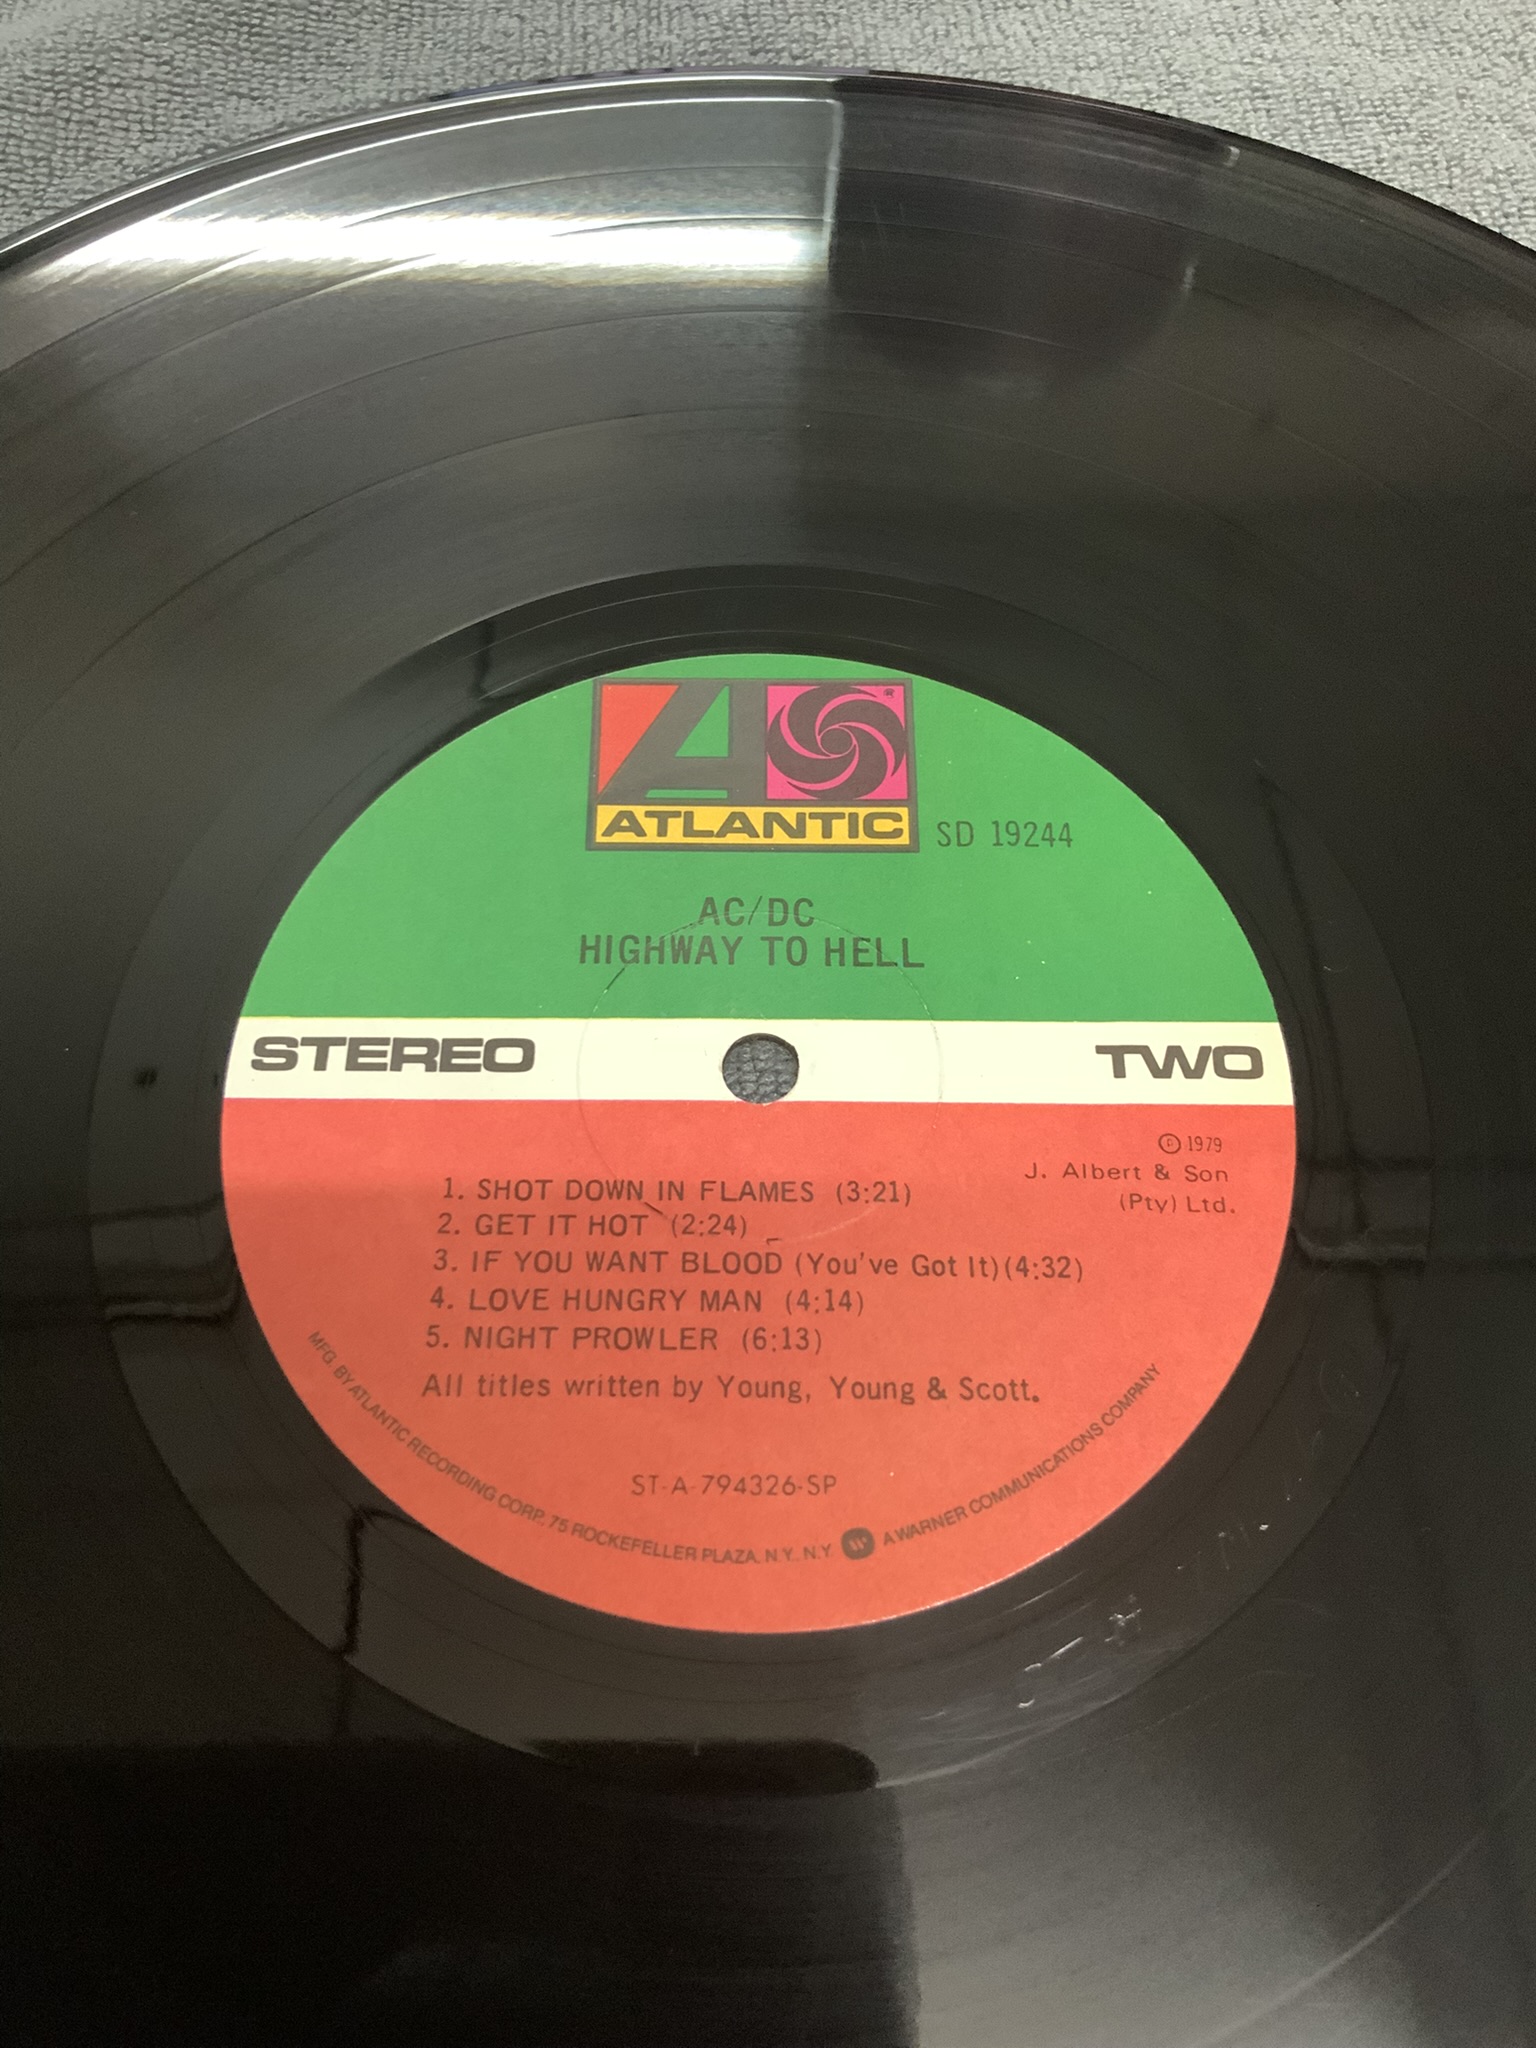 ATLANTIC ®
SD 19244
AC/DC
HIGHWAY TO HELL
STEREO
TWO
℗ 1979
J. Albert & Son
(Pty) Ltd.
1. SHOT DOWN IN FLAMES (3:21)
2. GET IT HOT (2:24)
3. IF YOU WANT BLOOD (You've Got It) (4:32)
4. LOVE HUNGRY MAN (4:14)
5. NIGHT PROWLER (6:13)
All titles written by Young, Young & Scott.
ST-A-794326-SP
MFG. BY ATLANTIC RECORDING CORP., 75 ROCKEFELLER PLAZA, N.Y., N.Y. A WARNER COMMUNICATIONS COMPANY